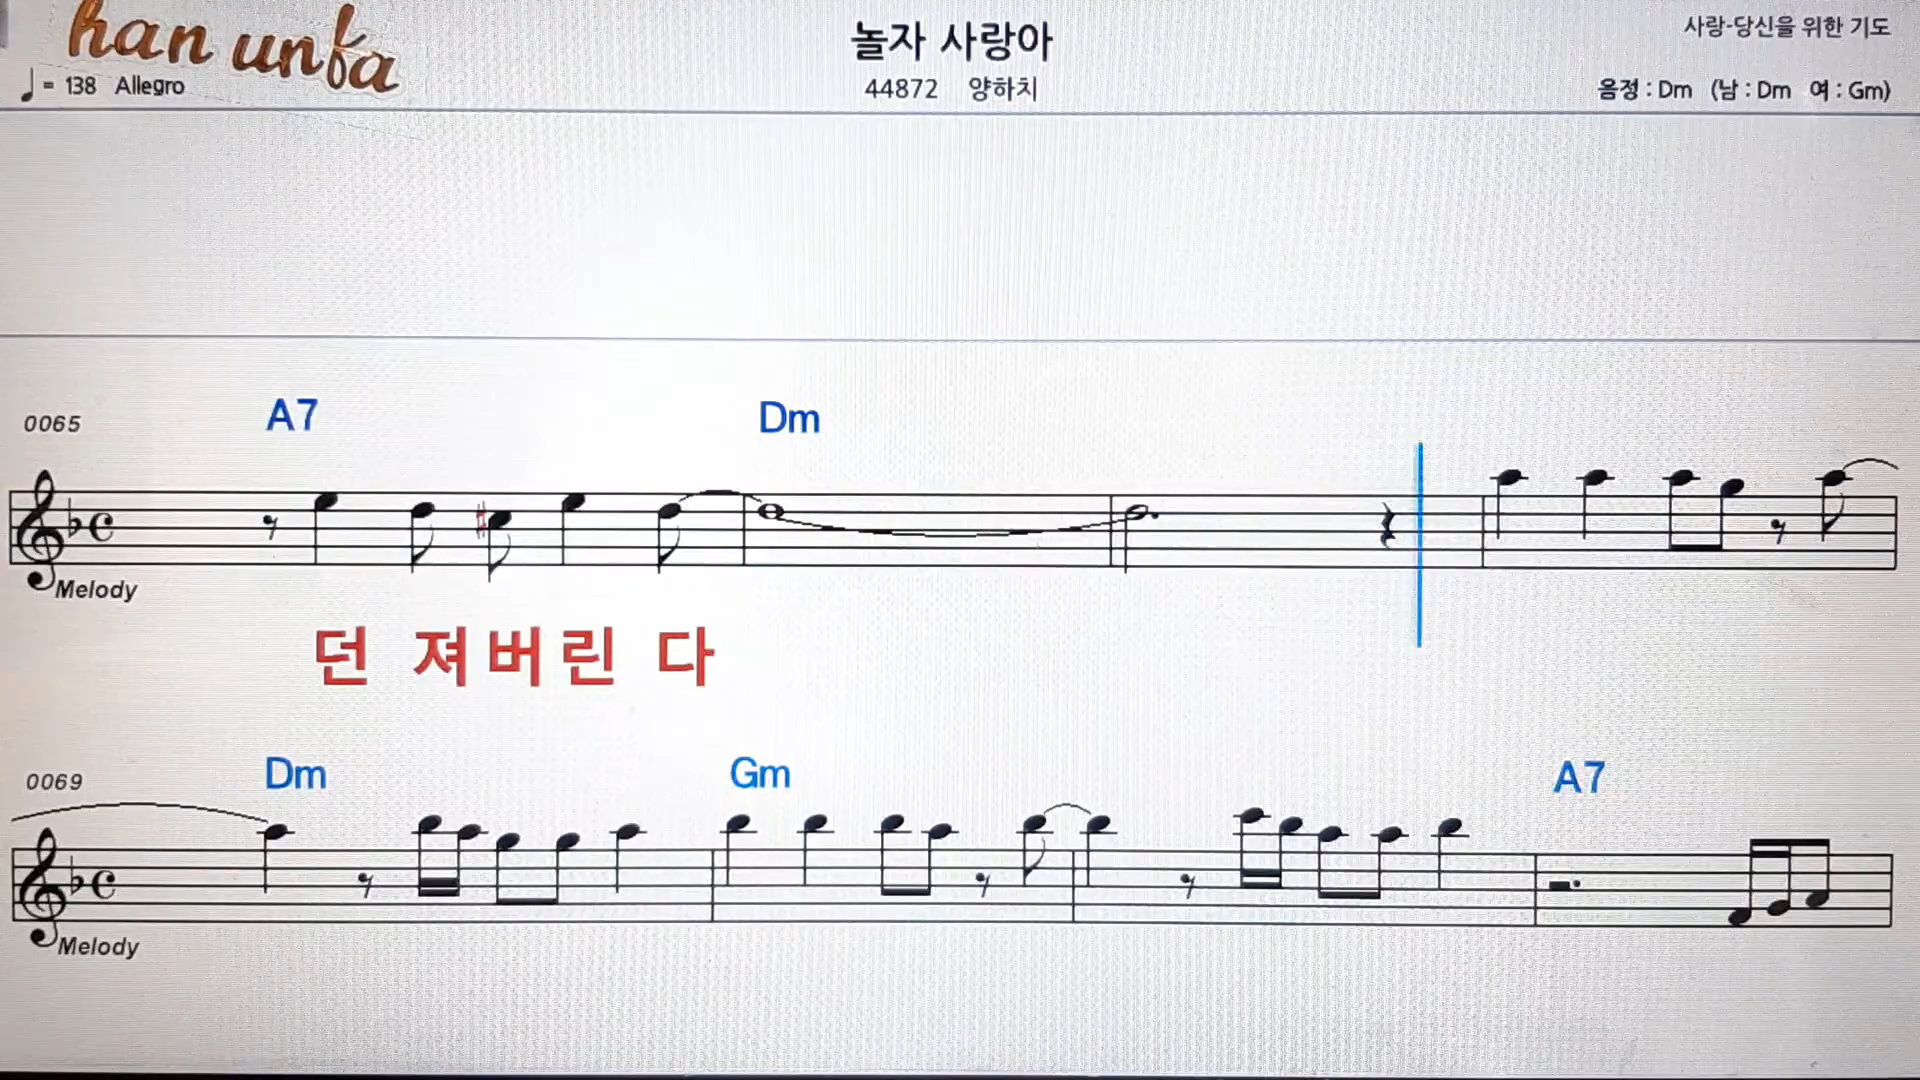 han unfa
놀자 사랑아
사랑-당신을 위한 기도
♩= 138 Allegro
44872 양하치
음정 : Dm (남 : Dm 여 : Gm)
0065 A7 Dm
Melody
던 져버린 다
0069 Dm Gm A7
Melody